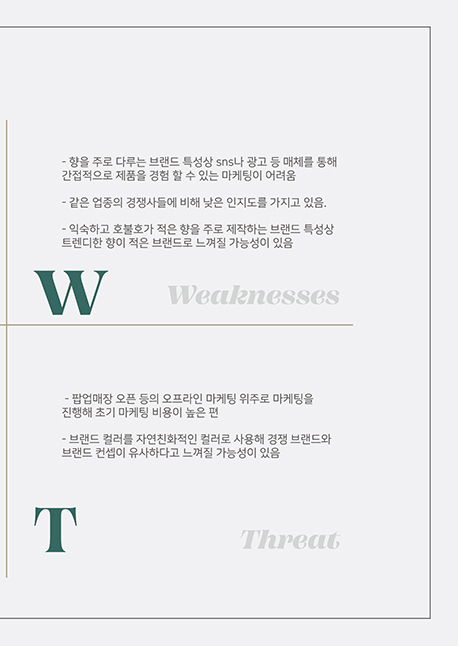 - 향을 주로 다루는 브랜드 특성상 sns나 광고 등 매체를 통해
간접적으로 제품을 경험 할 수 있는 마케팅이 어려움
- 같은 업종의 경쟁사들에 비해 낮은 인지도를 가지고 있음.
- 익숙하고 호불호가 적은 향을 주로 제작하는 브랜드 특성상
트렌디한 향이 적은 브랜드로 느껴질 가능성이 있음
W
Weaknesses
- 팝업매장 오픈 등의 오프라인 마케팅 위주로 마케팅을
진행해 초기 마케팅 비용이 높은 편
- 브랜드 컬러를 자연친화적인 컬러로 사용해 경쟁 브랜드와
브랜드 컨셉이 유사하다고 느껴질 가능성이 있음
T
Threat